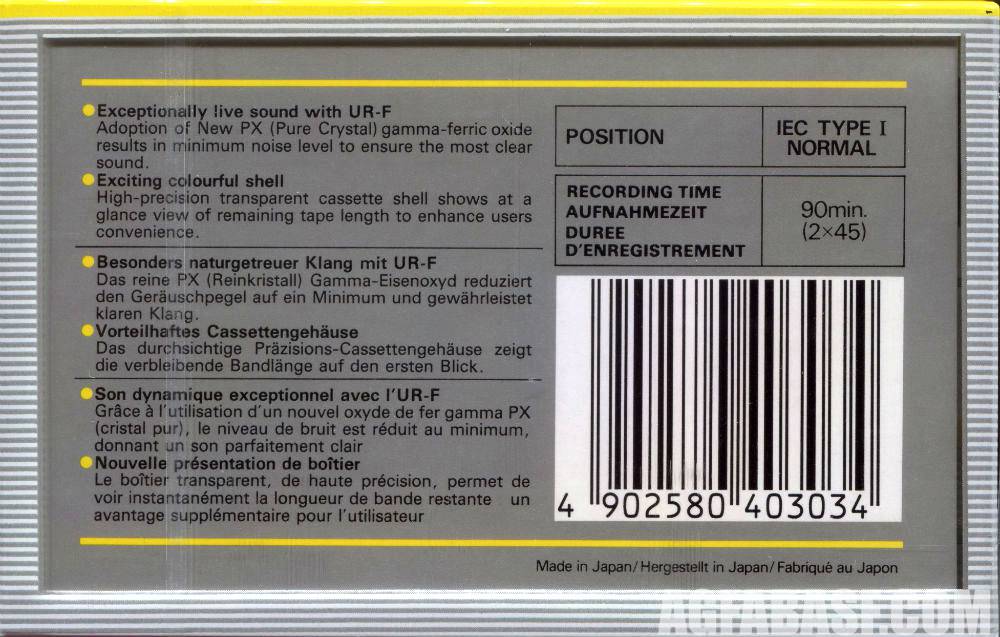 Exceptionally live sound with UR-F
Adoption of New PX (Pure Crystal) gamma-ferric oxide
results in minimum noise level to ensure the most clear
sound.
Exciting colourful shell
High-precision transparent cassette shell shows at a
glance view of remaining tape length to enhance users
convenience.
Besonders naturgetreuer Klang mit UR-F
Das reine PX (Reinkristall) Gamma-Eisenoxyd reduziert
den Geräuschpegel auf ein Minimum und gewährleistet
klaren Klang.
Vorteilhaftes Cassettengehäuse
Das durchsichtige Präzisions-Cassettengehäuse zeigt
die verbleibende Bandlänge auf den ersten Blick.
Son dynamique exceptionnel avec l'UR-F
Grâce à l'utilisation d'un nouvel oxyde de fer gamma PX
(cristal pur), le niveau de bruit est réduit au minimum,
donnant un son parfaitement clair
Nouvelle présentation de boîtier
Le boîtier transparent, de haute précision, permet de
voir instantanément la longueur de bande restante un
avantage supplémentaire pour l'utilisateur
POSITION
IEC TYPE I
NORMAL
RECORDING TIME
AUFNAHMEZEIT
DUREE
D'ENREGISTREMENT
90min.
(2×45)
4 902580 403034
Made in Japan/Hergestellt in Japan/Fabriqué au Japon
AGFABASE.COM
1